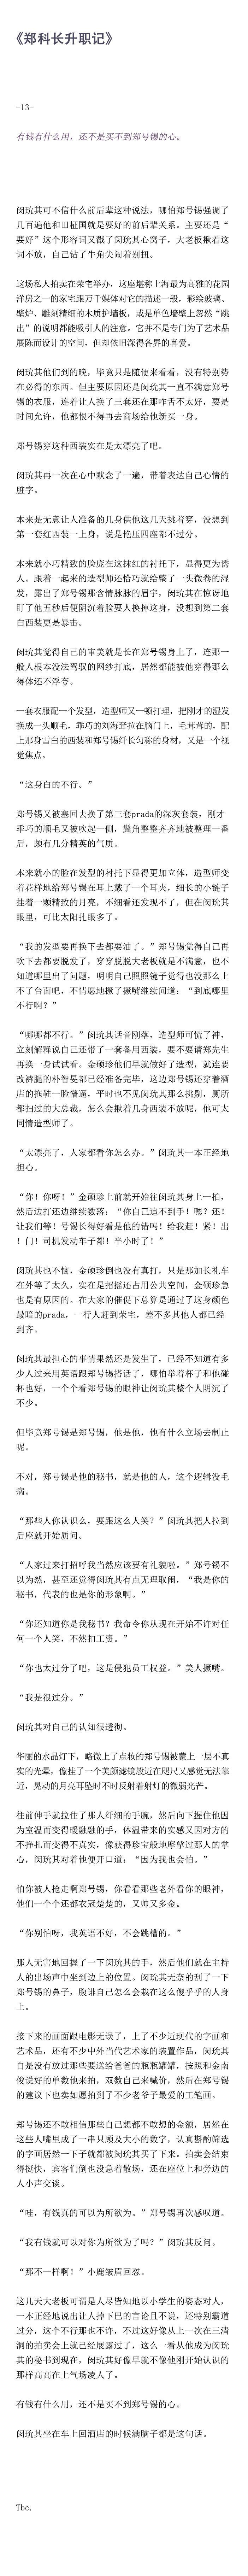 《郑科长升职记》
-13-
有钱有什么用，还不是买不到郑号锡的心。
闵玧其可不信什么前后辈这种说法，哪怕郑号锡强调了
几百遍他和田柾国就是要好的前后辈关系。主要还是“
要好”这个形容词又戳了闵玧其心窝子，大老板揪着这
词不放，自己钻了牛角尖闹着别扭。
这场私人拍卖在荣宅举办，这座堪称上海最为高雅的花园
洋房之一的家宅跟万千媒体对它的描述一般，彩绘玻璃、
壁炉、雕刻精细的木质护墙板，或是单色墙壁上忽然“跳
出”的说明都能吸引人的注意。它并不是专门为了艺术品
展陈而设计的空间，但却依旧深得各界的喜爱。
闵玧其他们到的晚，毕竟只是随便来看看，没有特别势
在必得的东西。但主要原因还是闵玧其一直不满意郑号
锡的衣服，连着让人换了三套还在那咋舌不太好，要是
时间允许，他都恨不得再去商场给他新买一身。
郑号锡穿这种西装实在是太漂亮了吧。
闵玧其再一次在心中默念了一遍，带着表达自己心情的
脏字。
本来是无意让人准备的几身供他这几天挑着穿，没想到
第一套红西装一上身，说是艳压四座都不过分。
本来就小巧精致的脸庞在这抹红的衬托下，显得更为诱
人。跟着一起来的造型师还恰巧就给整了一头微卷的湿
发，露出了郑号锡那含情脉脉的眉宇，闵玧其在惊讶地
盯了他五秒后便阴沉着脸要人换掉这身，没想到第二套
白西装更是暴击。
闵玧其觉得自己的审美就是长在郑号锡身上了，连那一
般人根本没法驾驭的网纱打底，居然都能被他穿得那么
得体还不浮夸。
一套衣服配一个发型，造型师又一顿打理，把刚才的湿发
换成一头顺毛，乖巧的刘海耷拉在脑门上，毛茸茸的，配
上那身雪白的西装和郑号锡纤长匀称的身材，又是一个视
觉焦点。
“这身白的不行。”
郑号锡又被塞回去换了第三套prada的深灰套装，刚才
乖巧的顺毛又被吹起一侧，鬓角整整齐齐地被整理一番
后，颇有几分精英的气质。
本来就小的脸在发型的衬托下显得更加立体，造型师变
着花样地给郑号锡在耳上戴了一个耳夹，细长的小链子
挂着一颗精致的月亮，不细看还发现不了，但在闵玧其
眼里，可比太阳扎眼多了。
“我的发型要再换下去都要油了。”郑号锡觉得自己再
吹下去都要脱发了，穿穿脱脱大老板就是不满意，也不
知道哪里出了问题，明明自己照照镜子觉得也没那么上
不了台面吧，不情愿地撅了撅嘴继续问道：“到底哪里
不行啊？”
“哪哪都不行。”闵玧其话音刚落，造型师可慌了神，
立刻解释说自己还带了一套备用西装，要不要请郑先生
再换一身试试看。金硕珍他们早就做好了造型，就连要
改裤腿的朴智旻都已经准备完毕，这边郑号锡还穿着酒
店的拖鞋一脸懵逼，平时也不见闵玧其那么挑剔，厕所
都扫过的大总裁，怎么会揪着几身西装不放呢，他可太
同情造型师了。
“太漂亮了，人家都看你怎么办。”闵玧其一本正经地
担心。
“你！你呀！”金硕珍上前就开始往闵玧其身上一拍，
然后边打还边继续数落：“你自己追不到手！嗯？还！
让我们等！号锡长得好看是他的错吗！给我赶！紧！出
！门！司机发动车子都！半小时了！”
闵玧其也不恼，金硕珍倒也没有真打，只是那加长礼车
在外等了太久，实在是招摇还占用公共空间，金硕珍急
也是有原因的。在大家的催促下总算是通过了这身颜色
最暗的prada，一行人赶到荣宅，差不多其他人都已经
到齐。
闵玧其最担心的事情果然还是发生了，已经不知道有多
少人过来用英语跟郑号锡搭话了，哪怕举着杯子和他碰
杯也好，一个个看郑号锡的眼神让闵玧其整个人阴沉了
不少。
但毕竟郑号锡是郑号锡，他是他，他有什么立场去制止
呢。
不对，郑号锡是他的秘书，就是他的人，这个逻辑没毛
病。
“那些人你认识么，要跟这么人笑？”闵玧其把人拉到
后座就开始质问。
“人家过来打招呼我当然应该要有礼貌啦。”郑号锡不
以为然，甚至还觉得闵玧其有点无理取闹，“我是你的
秘书，代表的也是你的形象啊。”
“你还知道你是我秘书？我命令你从现在开始不许对任
何一个人笑，不然扣工资。”
“你也太过分了吧，这是侵犯员工权益。”美人撅嘴。
“我是很过分。”
闵玧其对自己的认知很透彻。
华丽的水晶灯下，略微上了点妆的郑号锡被蒙上一层不真
实的光晕，像挂了一个美颜滤镜般近在咫尺又感觉无法靠
近，晃动的月亮耳坠时不时反射着射灯的微弱光芒。
往前伸手就拉住了那人纤细的手腕，然后向下握住他因
为室温而变得暖融融的手，体温带来的实感又因对方的
不挣扎而变得不真实，像获得珍宝般地摩挲过那人的掌
心，闵玧其对着他便开口道：“因为我也会怕。”
怕你被人抢走啊郑号锡，你看看那些老外看你的眼神，
他们一个个还都衣冠楚楚的，又帅又多金。
“你别怕呀，我英语不好，不会跳槽的。”
那人无害地回握了一下闵玧其的手，然后他们就在主持
人的出场声中坐到边上的位置。闵玧其无奈的刮了一下
郑号锡的鼻子，腹诽自己怎么会栽在这么傻乎乎的人身
上。
接下来的画面跟电影无误了，上了不少近现代的字画和
艺术品，还有不少中外当代艺术家的装置作品，闵玧其
自是没有放过那些要送给爸爸的瓶瓶罐罐，按照和金南
俊说好的单数他来拍，双数自己来喊价，然后在郑号锡
的建议下也卖如愿拍到了不少老爷子最爱的工笔画。
郑号锡还不敢相信那些自己想都不敢想的金额，居然在
这些人嘴里成了一串只顾及大小的数字，认真斟酌筛选
的字画居然一下子就都被闵玧其买了下来。拍卖会结束
得挺快，宾客们倒也没急着散场，还在座位上和旁边的
人小声交谈。
“哇，有钱真的可以为所欲为。”郑号锡再次感叹道。
“我有钱就可以对你为所欲为了吗？”闵玧其反问。
“那不一样啊！”小鹿皱眉回怼。
这几天大老板可谓是人尽皆知地以小学生的姿态对人，
一本正经地说出让人掉下巴的言论且不说，还特别霸道
过分，这个不行那也不许，不过这好像从上一次在三清
洞的拍卖会上就已经展露过了，这么一看从他成为闵玧
其的秘书到现在，闵玧其好像早就不像他刚开始认识的
那样高高在上气场凌人了。
有钱有什么用，还不是买不到郑号锡的心。
闵玧其坐在车上回酒店的时候满脑子都是这句话。
Tbc.